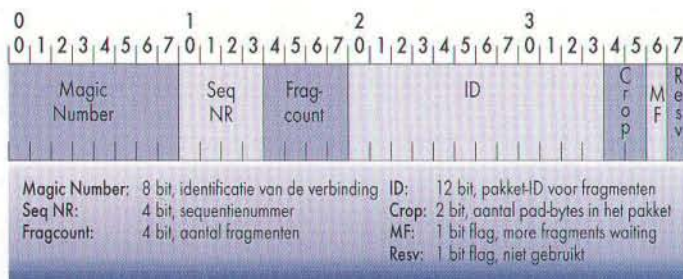 0 1 2 3
0 1 2 3 4 5 6 7 0 1 2 3 4 5 6 7 0 1 2 3 4 5 6 7 0 1 2 3 4 5 6 7
Magic Number
Seq NR
Frag-count
ID
Crop
MF
Resv
Magic Number: 8 bit, identificatie van de verbinding
Seq NR: 4 bit, sequentienummer
Fragcount: 4 bit, aantal fragmenten
ID: 12 bit, pakket-ID voor fragmenten
Crop: 2 bit, aantal pad-bytes in het pakket
MF: 1 bit flag, more fragments waiting
Resv: 1 bit flag, niet gebruikt